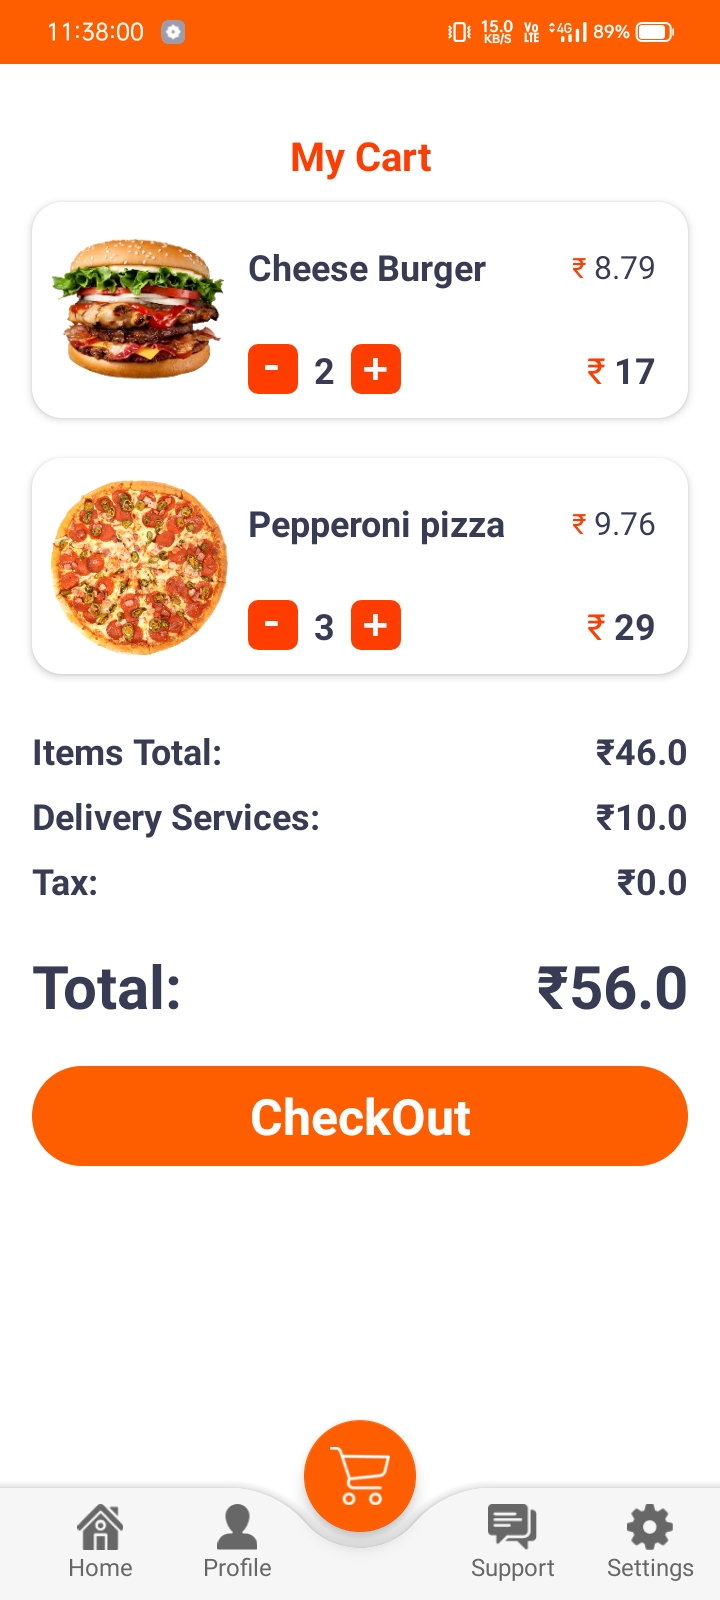 11:38:00 15.0 KB/S Vo LTE 4G 89%
My Cart
Cheese Burger ₹ 8.79
- 2 + ₹ 17
Pepperoni pizza ₹ 9.76
- 3 + ₹ 29
Items Total: ₹46.0
Delivery Services: ₹10.0
Tax: ₹0.0
Total: ₹56.0
CheckOut
Home Profile Support Settings